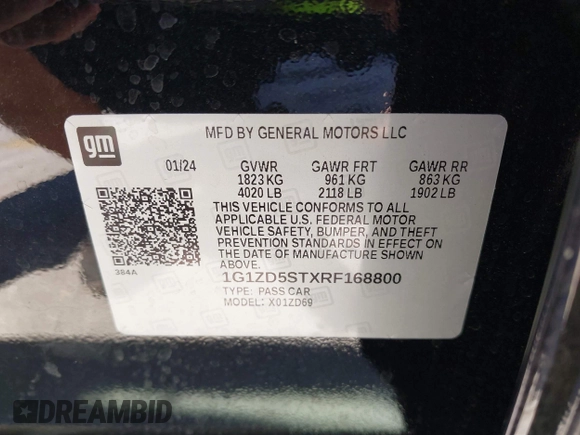 gm
MFD BY GENERAL MOTORS LLC
01/24 GVWR GAWR FRT GAWR RR
1823 KG 961 KG 863 KG
4020 LB 2118 LB 1902 LB
THIS VEHICLE CONFORMS TO ALL
APPLICABLE U.S. FEDERAL MOTOR
VEHICLE SAFETY, BUMPER, AND THEFT
PREVENTION STANDARDS IN EFFECT ON
THE DATE OF MANUFACTURE SHOWN
ABOVE.
384A
1G1ZD5STXRF168800
TYPE: PASS CAR
MODEL: X01ZD69
DREAMBID